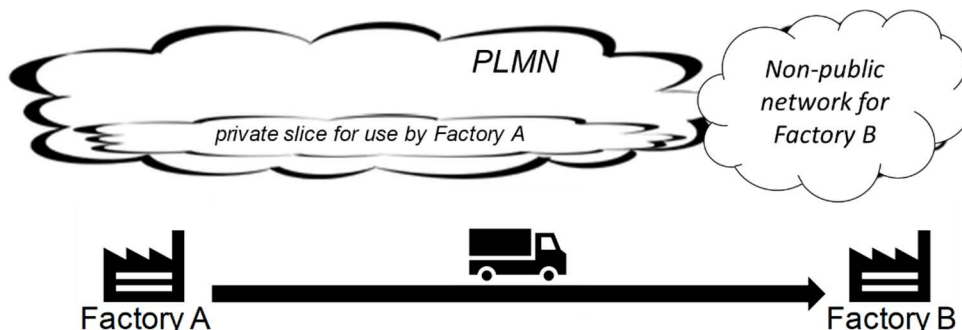 PLMN
private slice for use by Factory A
Non-public
network for
Factory B
Factory A
Factory B